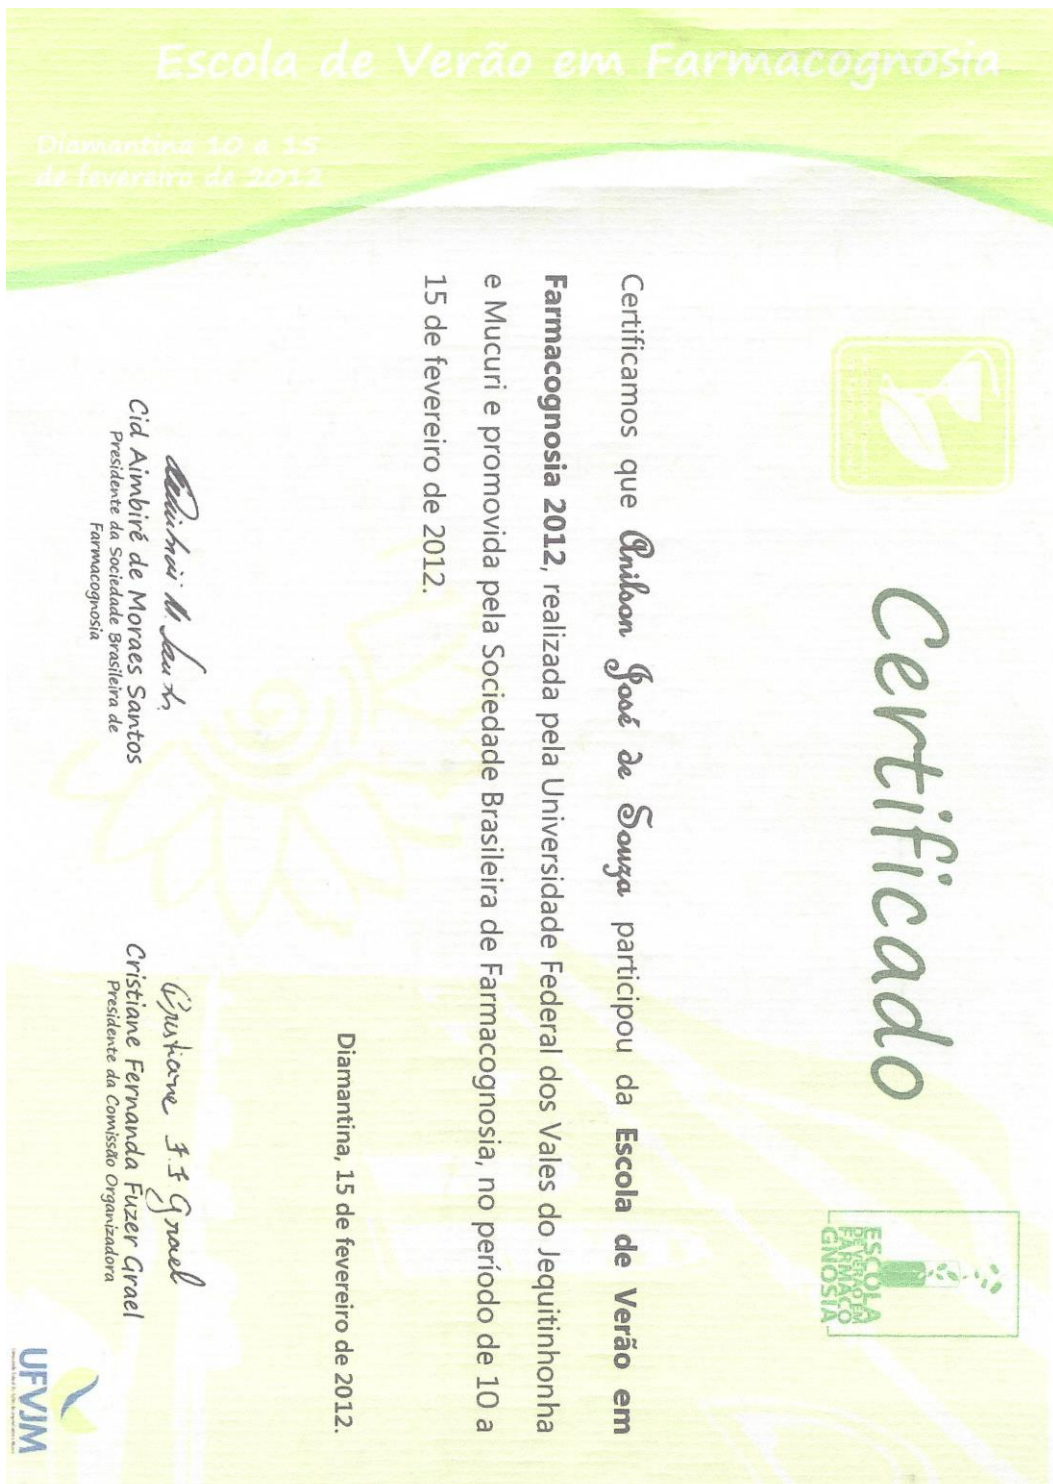 Escola de Verão em Farmacognosia
Diamantina 10 a 15
de fevereiro de 2012
Certificado
ESCOLA
DE VERÃO EM
FARMACO
GNOSIA
Certificamos que Anilson José de Souza participou da Escola de Verão em
Farmacognosia 2012, realizada pela Universidade Federal dos Vales do Jequitinhonha
e Mucuri e promovida pela Sociedade Brasileira de Farmacognosia, no período de 10 a
15 de fevereiro de 2012.
Diamantina, 15 de fevereiro de 2012.
Cid Aimbiré de Moraes Santos
Presidente da Sociedade Brasileira de
Farmacognosia
Cristiane F. F Grael
Cristiane Fernanda Fuzer Grael
Presidente da Comissão Organizadora
UFVJM